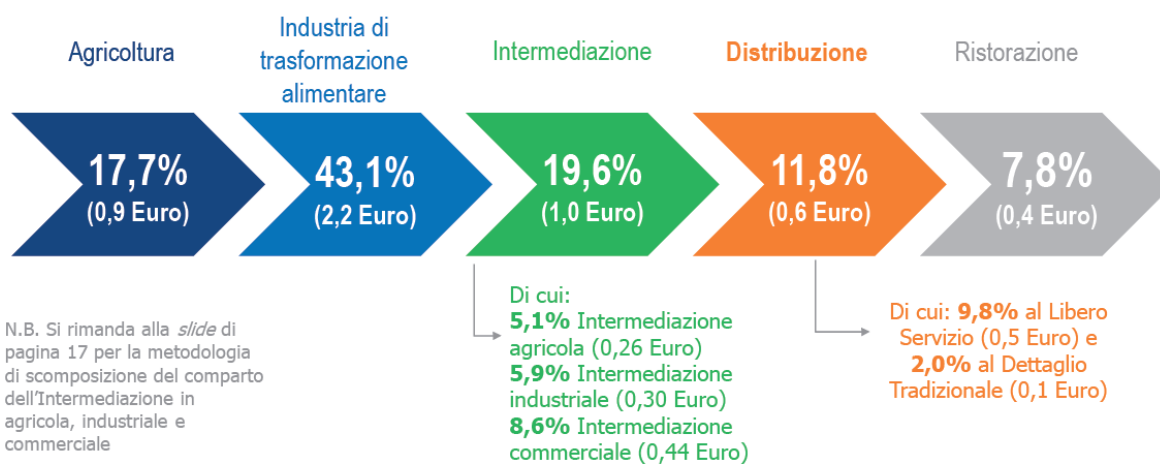 Agricoltura
Industria di
trasformazione
alimentare
Intermediazione
Distribuzione
Ristorazione
17,7%
(0,9 Euro)
43,1%
(2,2 Euro)
19,6%
(1,0 Euro)
11,8%
(0,6 Euro)
7,8%
(0,4 Euro)
N.B. Si rimanda alla slide di
pagina 17 per la metodologia
di scomposizione del comparto
dell'Intermediazione in
agricola, industriale e
commerciale
Di cui:
5,1% Intermediazione
agricola (0,26 Euro)
5,9% Intermediazione
industriale (0,30 Euro)
8,6% Intermediazione
commerciale (0,44 Euro)
Di cui: 9,8% al Libero
Servizio (0,5 Euro) e
2,0% al Dettaglio
Tradizionale (0,1 Euro)